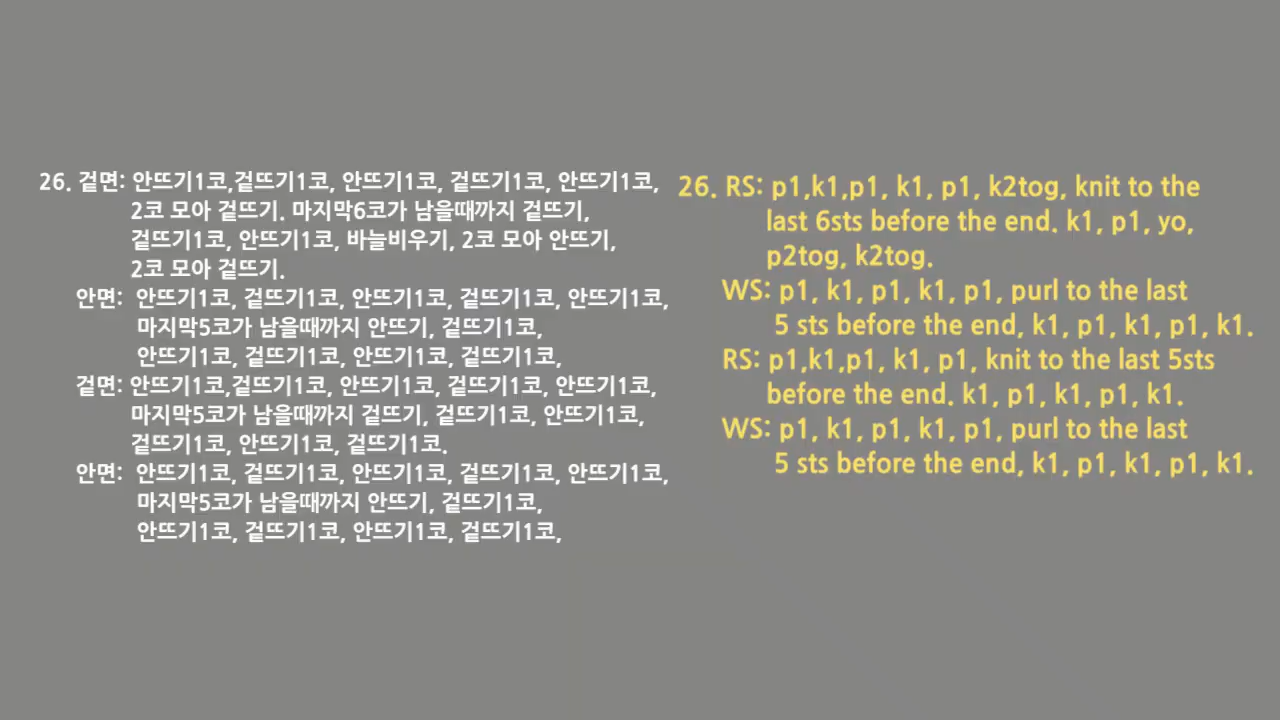 26. 겉면: 안뜨기1코,겉뜨기1코, 안뜨기1코, 겉뜨기1코, 안뜨기1코,
2코 모아 겉뜨기. 마지막6코가 남을때까지 겉뜨기,
겉뜨기1코, 안뜨기1코, 바늘비우기, 2코 모아 안뜨기,
2코 모아 겉뜨기.
안면: 안뜨기1코, 겉뜨기1코, 안뜨기1코, 겉뜨기1코, 안뜨기1코,
마지막5코가 남을때까지 안뜨기, 겉뜨기1코,
안뜨기1코, 겉뜨기1코, 안뜨기1코, 겉뜨기1코,
겉면: 안뜨기1코,겉뜨기1코, 안뜨기1코, 겉뜨기1코, 안뜨기1코,
마지막5코가 남을때까지 겉뜨기, 겉뜨기1코, 안뜨기1코,
겉뜨기1코, 안뜨기1코, 겉뜨기1코.
안면: 안뜨기1코, 겉뜨기1코, 안뜨기1코, 겉뜨기1코, 안뜨기1코,
마지막5코가 남을때까지 안뜨기, 겉뜨기1코,
안뜨기1코, 겉뜨기1코, 안뜨기1코, 겉뜨기1코,
26. RS: p1,k1,p1, k1, p1, k2tog, knit to the
last 6sts before the end. k1, p1, yo,
p2tog, k2tog.
WS: p1, k1, p1, k1, p1, purl to the last
5 sts before the end, k1, p1, k1, p1, k1.
RS: p1,k1,p1, k1, p1, knit to the last 5sts
before the end. k1, p1, k1, p1, k1.
WS: p1, k1, p1, k1, p1, purl to the last
5 sts before the end, k1, p1, k1, p1, k1.